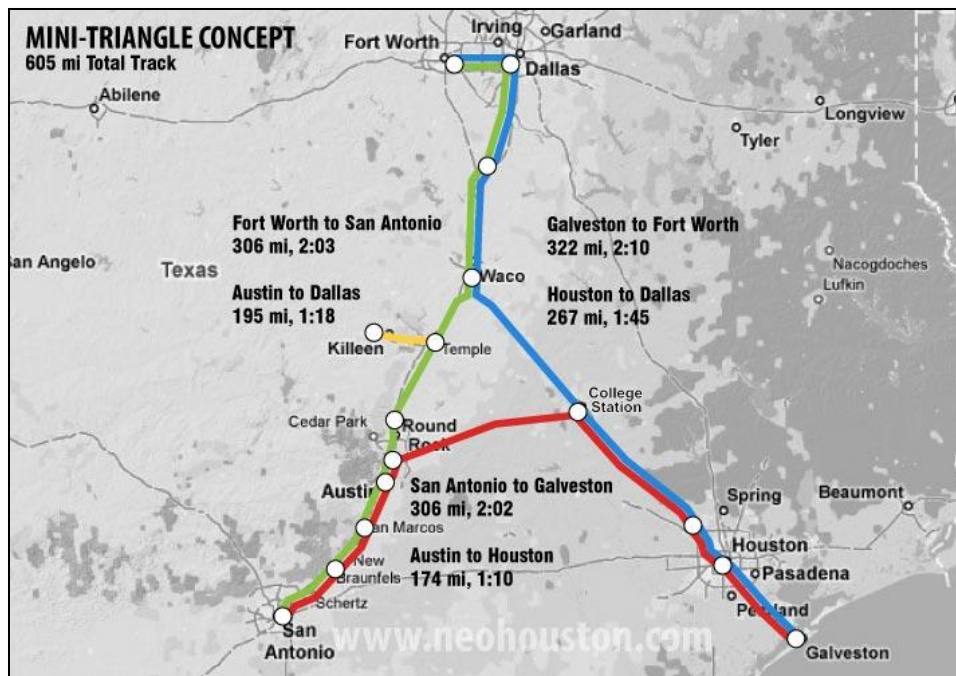 MINI-TRIANGLE CONCEPT
605 mi Total Track
Irving
Garland
Fort Worth
Dallas
Abilene
Longview
Tyler
Fort Worth to San Antonio
306 mi, 2:03
Galveston to Fort Worth
322 mi, 2:10
San Angelo
Texas
Waco
Nacogdoches
Lufkin
Austin to Dallas
195 mi, 1:18
Houston to Dallas
267 mi, 1:45
Killeen
Temple
College
Station
Cedar Park
Round
Rock
Austin
San Antonio to Galveston
306 mi, 2:02
Spring
Beaumont
San Marcos
Austin to Houston
174 mi, 1:10
Houston
New
Braunfels
Pasadena
Schertz
Pearland
San
Antonio
www.neohouston.com
Galveston